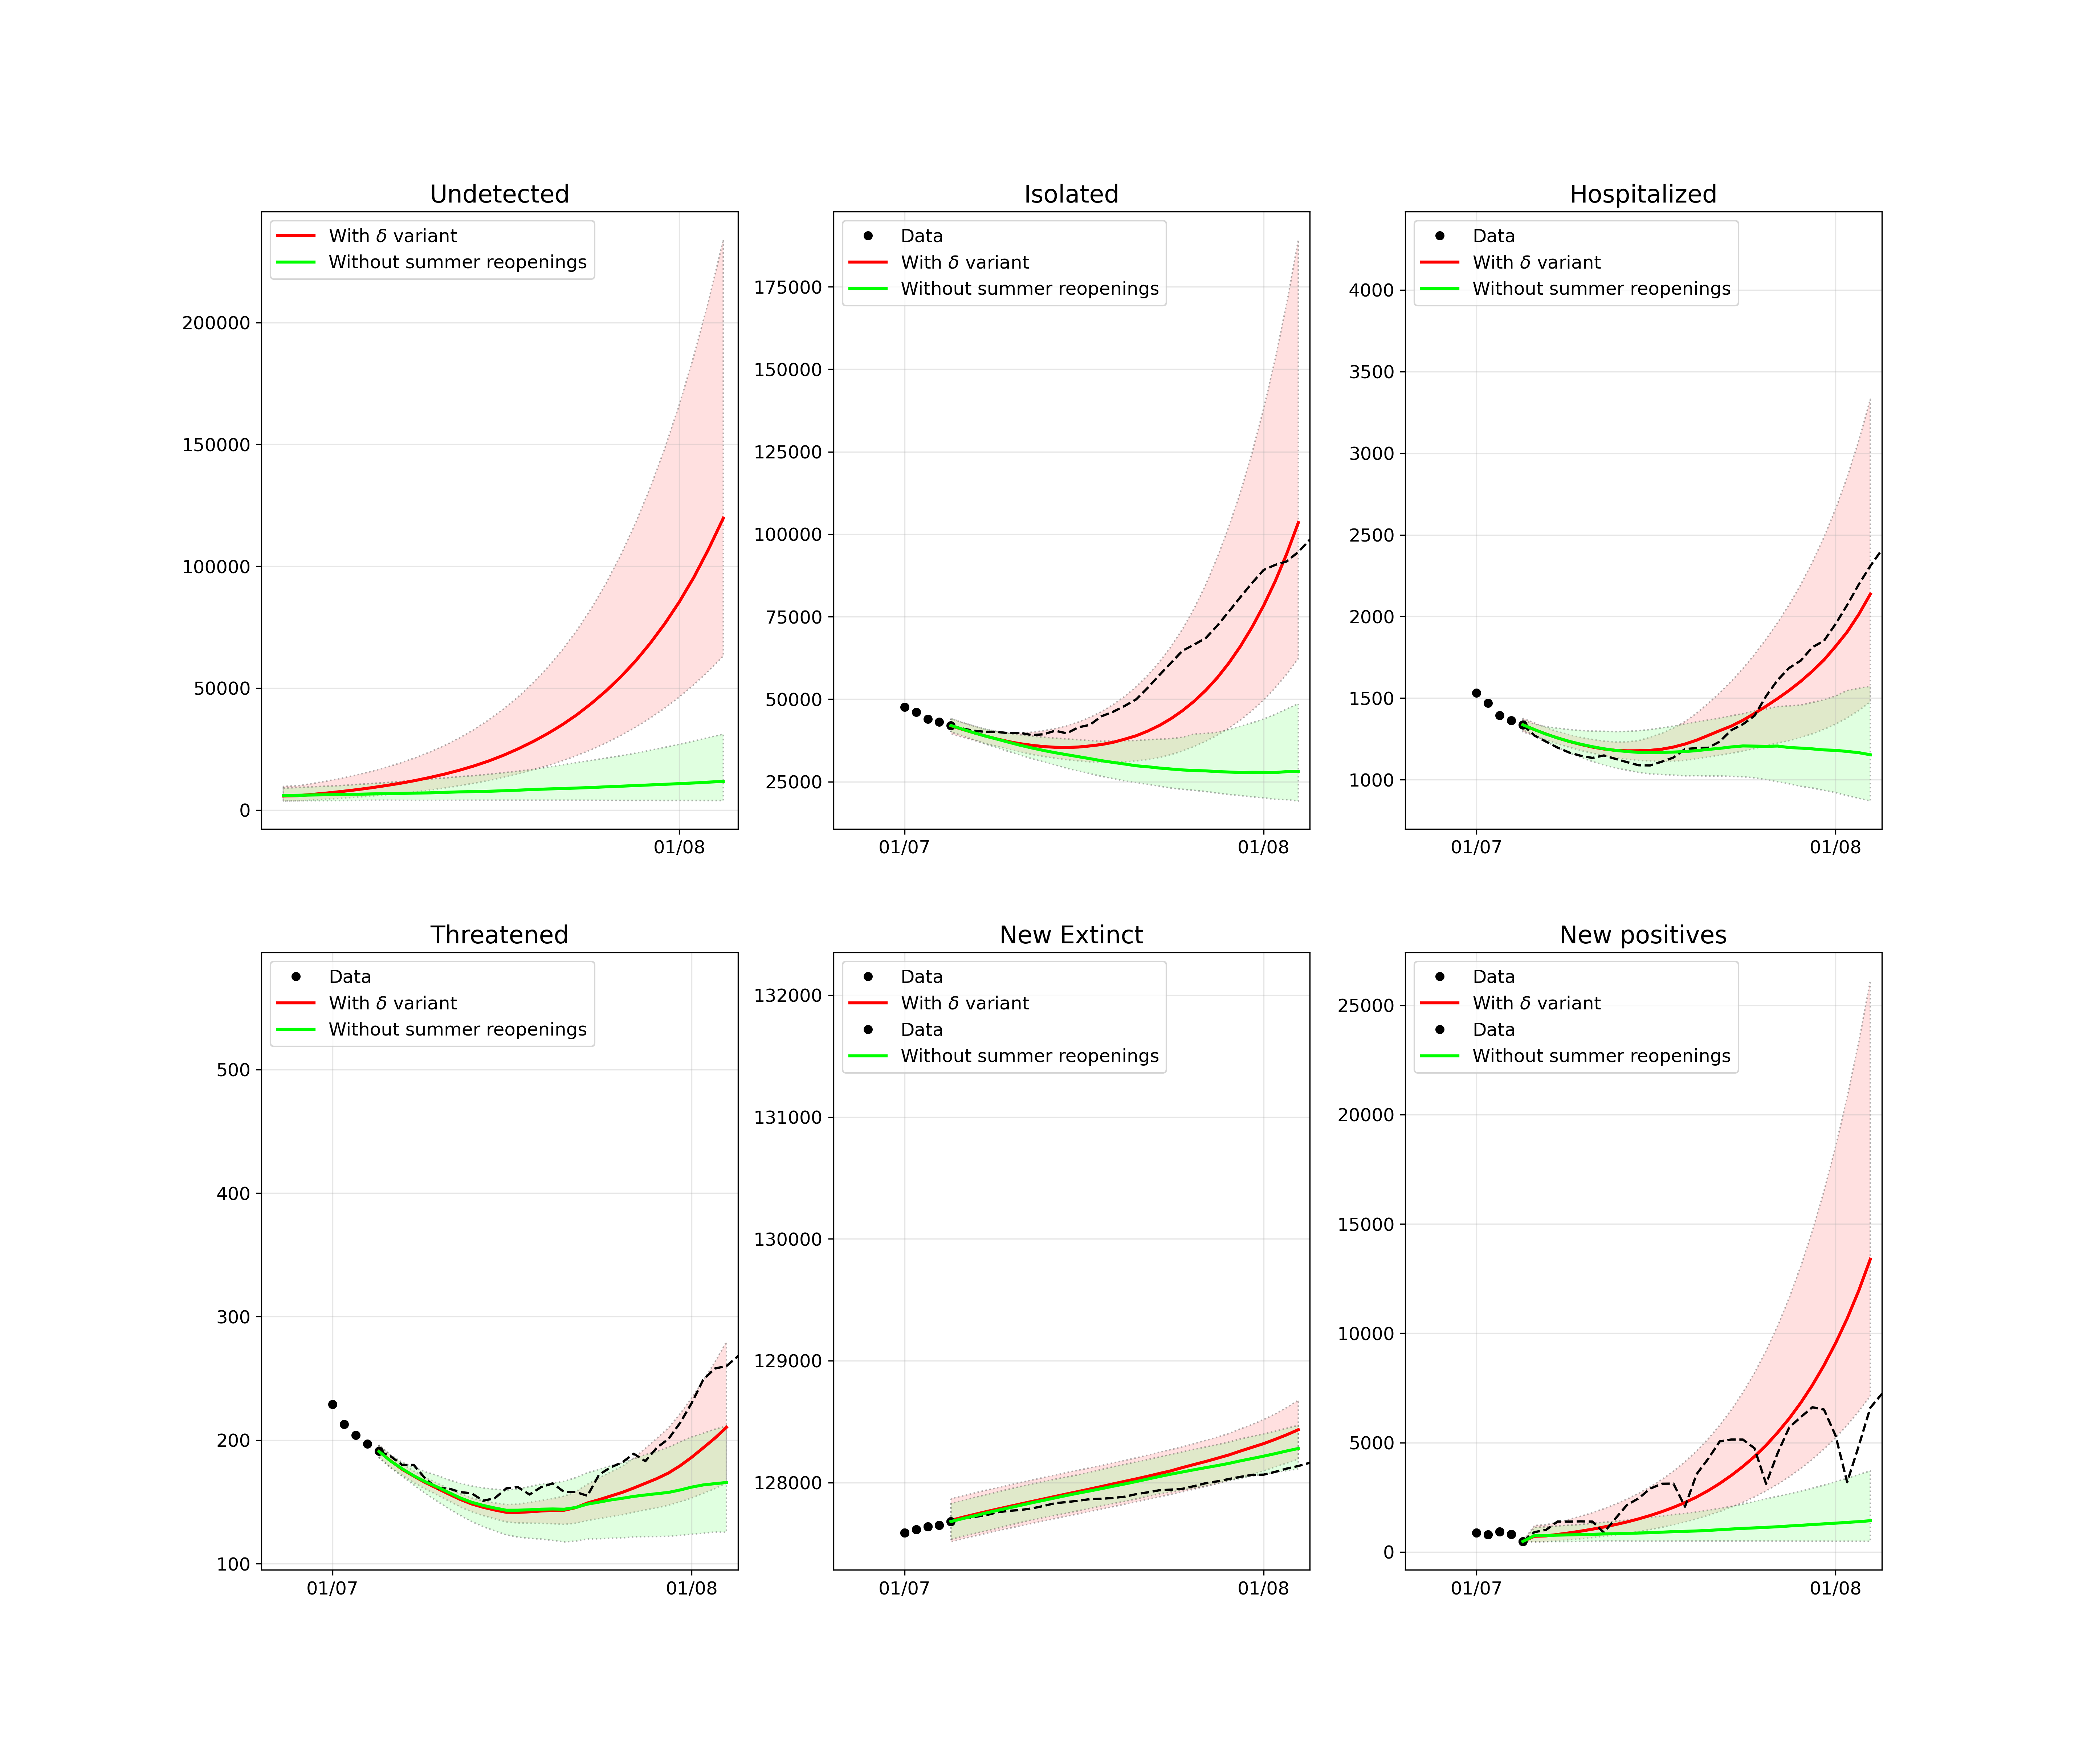 Undetected
With δ variant
Without summer reopenings
200000
150000
100000
50000
0
01/08
Isolated
Data
With δ variant
Without summer reopenings
175000
150000
125000
100000
75000
50000
25000
01/07
01/08
Hospitalized
Data
With δ variant
Without summer reopenings
4000
3500
3000
2500
2000
1500
1000
01/07
01/08
Threatened
Data
With δ variant
Without summer reopenings
500
400
300
200
100
01/07
01/08
New Extinct
Data
With δ variant
Data
Without summer reopenings
132000
131000
130000
129000
128000
01/07
01/08
New positives
Data
With δ variant
Data
Without summer reopenings
25000
20000
15000
10000
5000
0
01/07
01/08